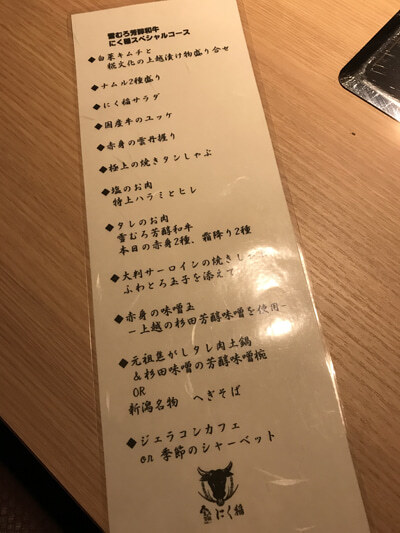 雪むろ芳醇和牛
にく福スペシャルコース
◆白菜キムチと
糀文化の上越漬け物盛り合せ
◆ナムル2種盛り
◆にく福サラダ
◆国産牛のユッケ
◆赤身の雲丹握り
◆極上の焼きタンしゃぶ
◆塩のお肉
特上ハラミとヒレ
◆タレのお肉
雪むろ芳醇和牛
本日の赤身2種、霜降り2種
◆大判サーロインの焼きし
ふわとろ玉子を添えて
◆赤身の味噌玉
ー上越の杉田芳醇味噌を使用ー
◆元祖焦がしタレ肉土鍋
&杉田味噌の芳醇味噌椀
OR
新潟名物 へぎそば
◆ジェラコンカフェ
or 季節のシャーベット
にく福